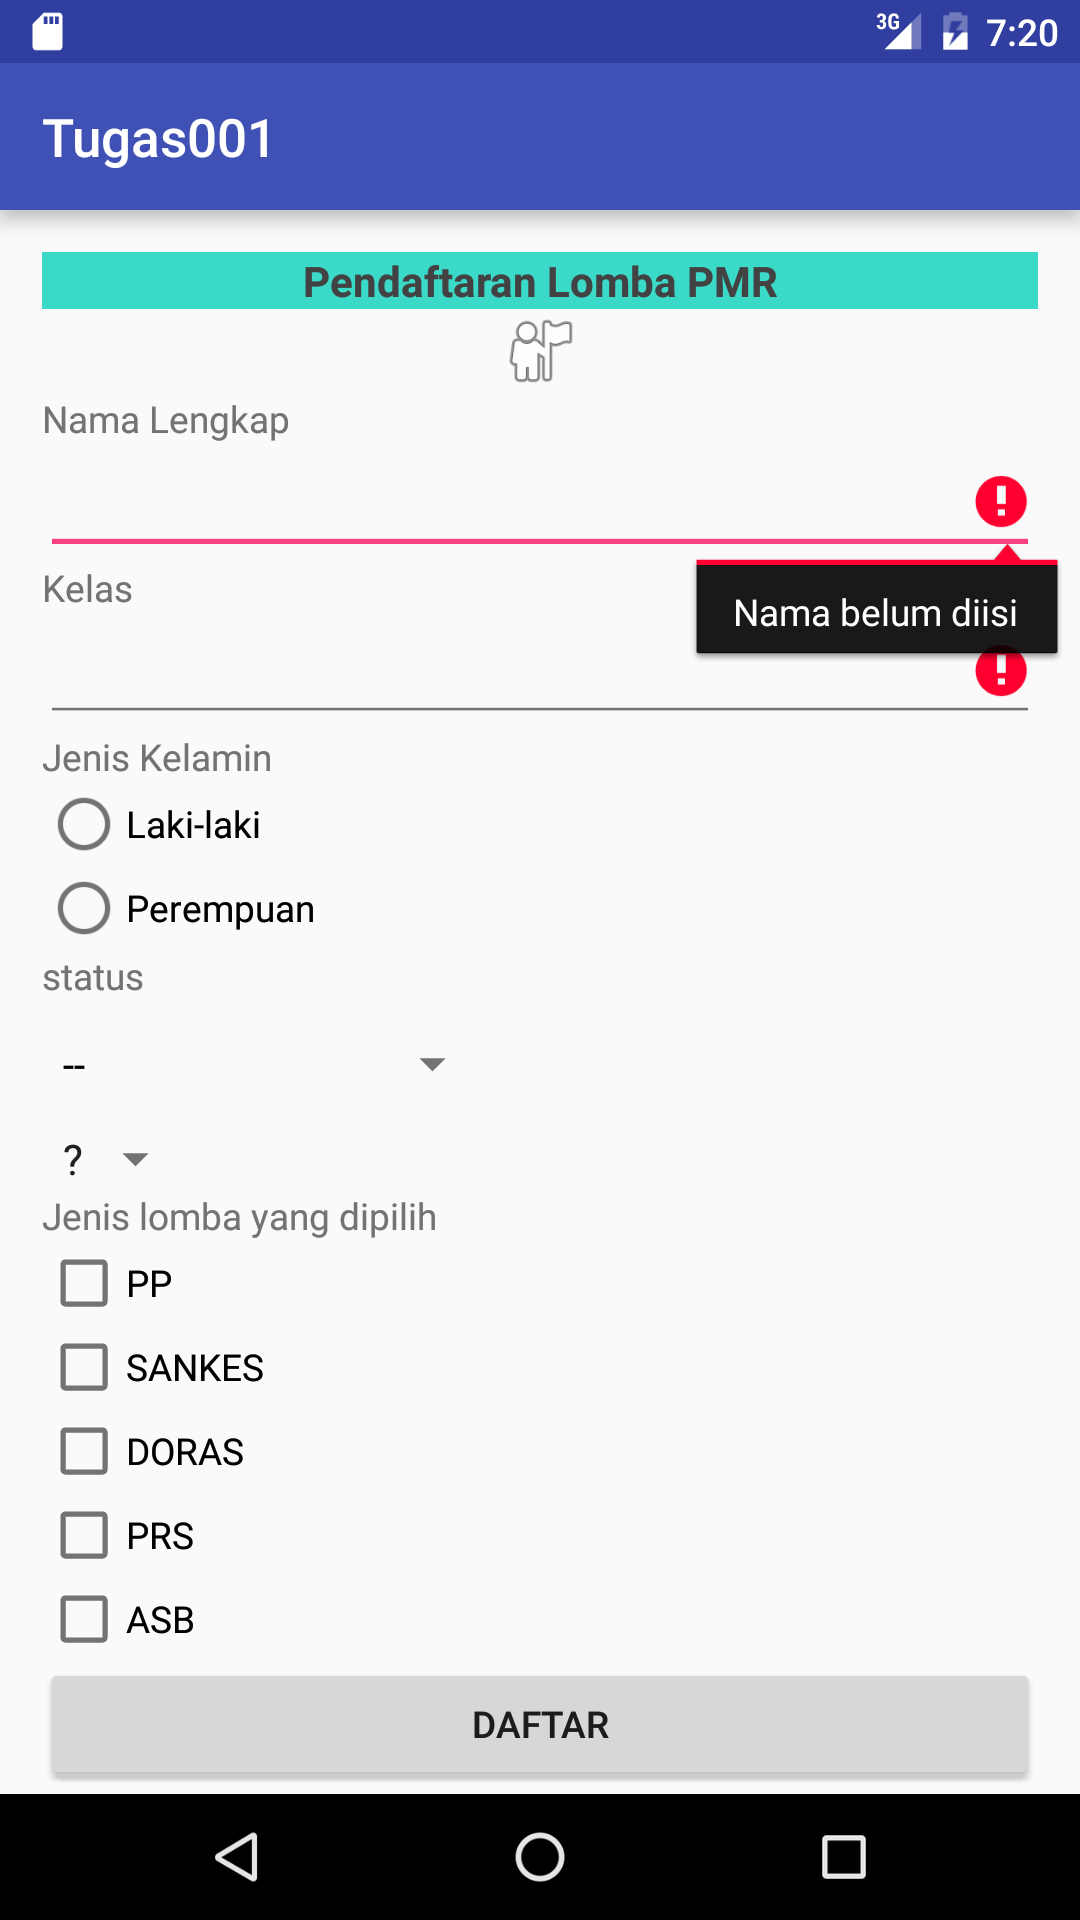 3G 7:20
Tugas001
Pendaftaran Lomba PMR
Nama Lengkap
Kelas
Nama belum diisi
Jenis Kelamin
Laki-laki
Perempuan
status
--
?
Jenis lomba yang dipilih
PP
SANKES
DORAS
PRS
ASB
DAFTAR